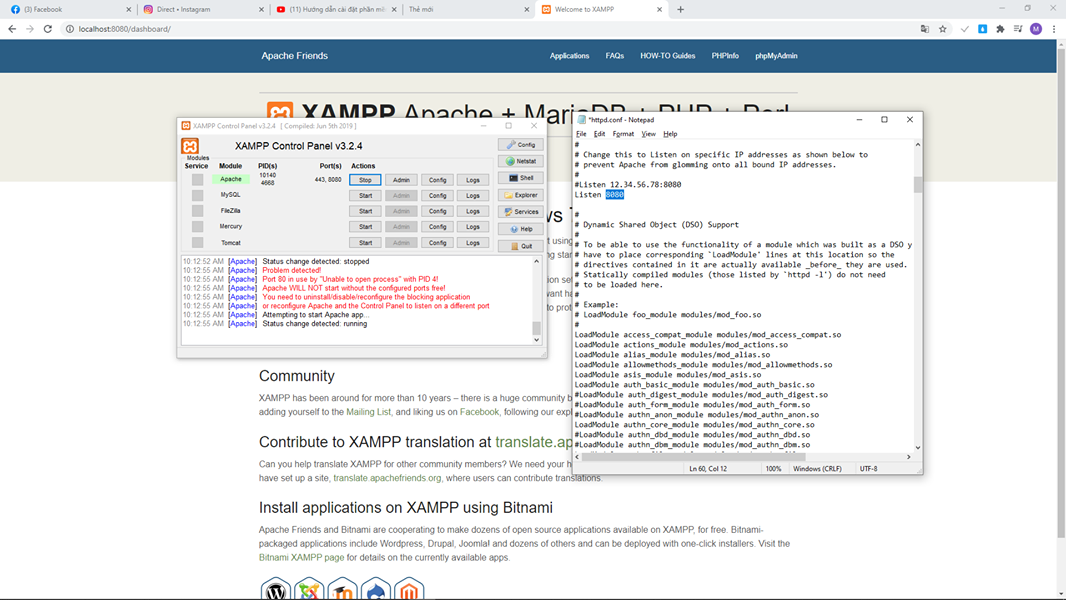 (3) Facebook
Direct • Instagram
(11) Hướng dẫn cài đặt phần mề
Thẻ mới
Welcome to XAMPP
localhost:8080/dashboard/
M
Apache Friends
Applications FAQs HOW-TO Guides PHPInfo phpMyAdmin
XAMPP Apache + MariaDB + PHP + Perl
XAMPP Control Panel v3.2.4 [ Compiled: Jun 5th 2019 ]
XAMPP Control Panel v3.2.4
Modules
Service Module PID(s) Port(s) Actions
Apache 10140 4668 443, 8080 Stop Admin Config Logs
MySQL Start Admin Config Logs
FileZilla Start Admin Config Logs
Mercury Start Admin Config Logs
Tomcat Start Admin Config Logs
Config
Netstat
Shell
Explorer
Services
Help
Quit
10:12:52 AM [Apache] Status change detected: stopped
10:12:55 AM [Apache] Problem detected!
10:12:55 AM [Apache] Port 80 in use by "Unable to open process" with PID 4!
10:12:55 AM [Apache] Apache WILL NOT start without the configured ports free!
10:12:55 AM [Apache] You need to uninstall/disable/reconfigure the blocking application
10:12:55 AM [Apache] or reconfigure Apache and the Control Panel to listen on a different port
10:12:55 AM [Apache] Attempting to start Apache app...
10:12:55 AM [Apache] Status change detected: running
*httpd.conf - Notepad
File Edit Format View Help
#
# Change this to Listen on specific IP addresses as shown below to
# prevent Apache from glomming onto all bound IP addresses.
#
#Listen 12.34.56.78:8080
Listen 8080
#
# Dynamic Shared Object (DSO) Support
#
# To be able to use the functionality of a module which was built as a DSO y
# have to place corresponding `LoadModule' lines at this location so the
# directives contained in it are actually available _before_ they are used.
# Statically compiled modules (those listed by `httpd -l') do not need
# to be loaded here.
#
# Example:
# LoadModule foo_module modules/mod_foo.so
#
LoadModule access_compat_module modules/mod_access_compat.so
LoadModule actions_module modules/mod_actions.so
LoadModule alias_module modules/mod_alias.so
LoadModule allowmethods_module modules/mod_allowmethods.so
LoadModule asis_module modules/mod_asis.so
LoadModule auth_basic_module modules/mod_auth_basic.so
#LoadModule auth_digest_module modules/mod_auth_digest.so
#LoadModule auth_form_module modules/mod_auth_form.so
#LoadModule authn_anon_module modules/mod_authn_anon.so
LoadModule authn_core_module modules/mod_authn_core.so
#LoadModule authn_dbd_module modules/mod_authn_dbd.so
#LoadModule authn_dbm_module modules/mod_authn_dbm.so
Ln 60, Col 12 100% Windows (CRLF) UTF-8
Community
XAMPP has been around for more than 10 years – there is a huge community b
adding yourself to the Mailing List, and liking us on Facebook, following our expl
Contribute to XAMPP translation at translate.ap
Can you help translate XAMPP for other community members? We need your h
have set up a site, translate.apachefriends.org, where users can contribute translations.
Install applications on XAMPP using Bitnami
Apache Friends and Bitnami are cooperating to make dozens of open source applications available on XAMPP, for free. Bitnami-
packaged applications include Wordpress, Drupal, Joomla! and dozens of others and can be deployed with one-click installers. Visit the
Bitnami XAMPP page for details on the currently available apps.